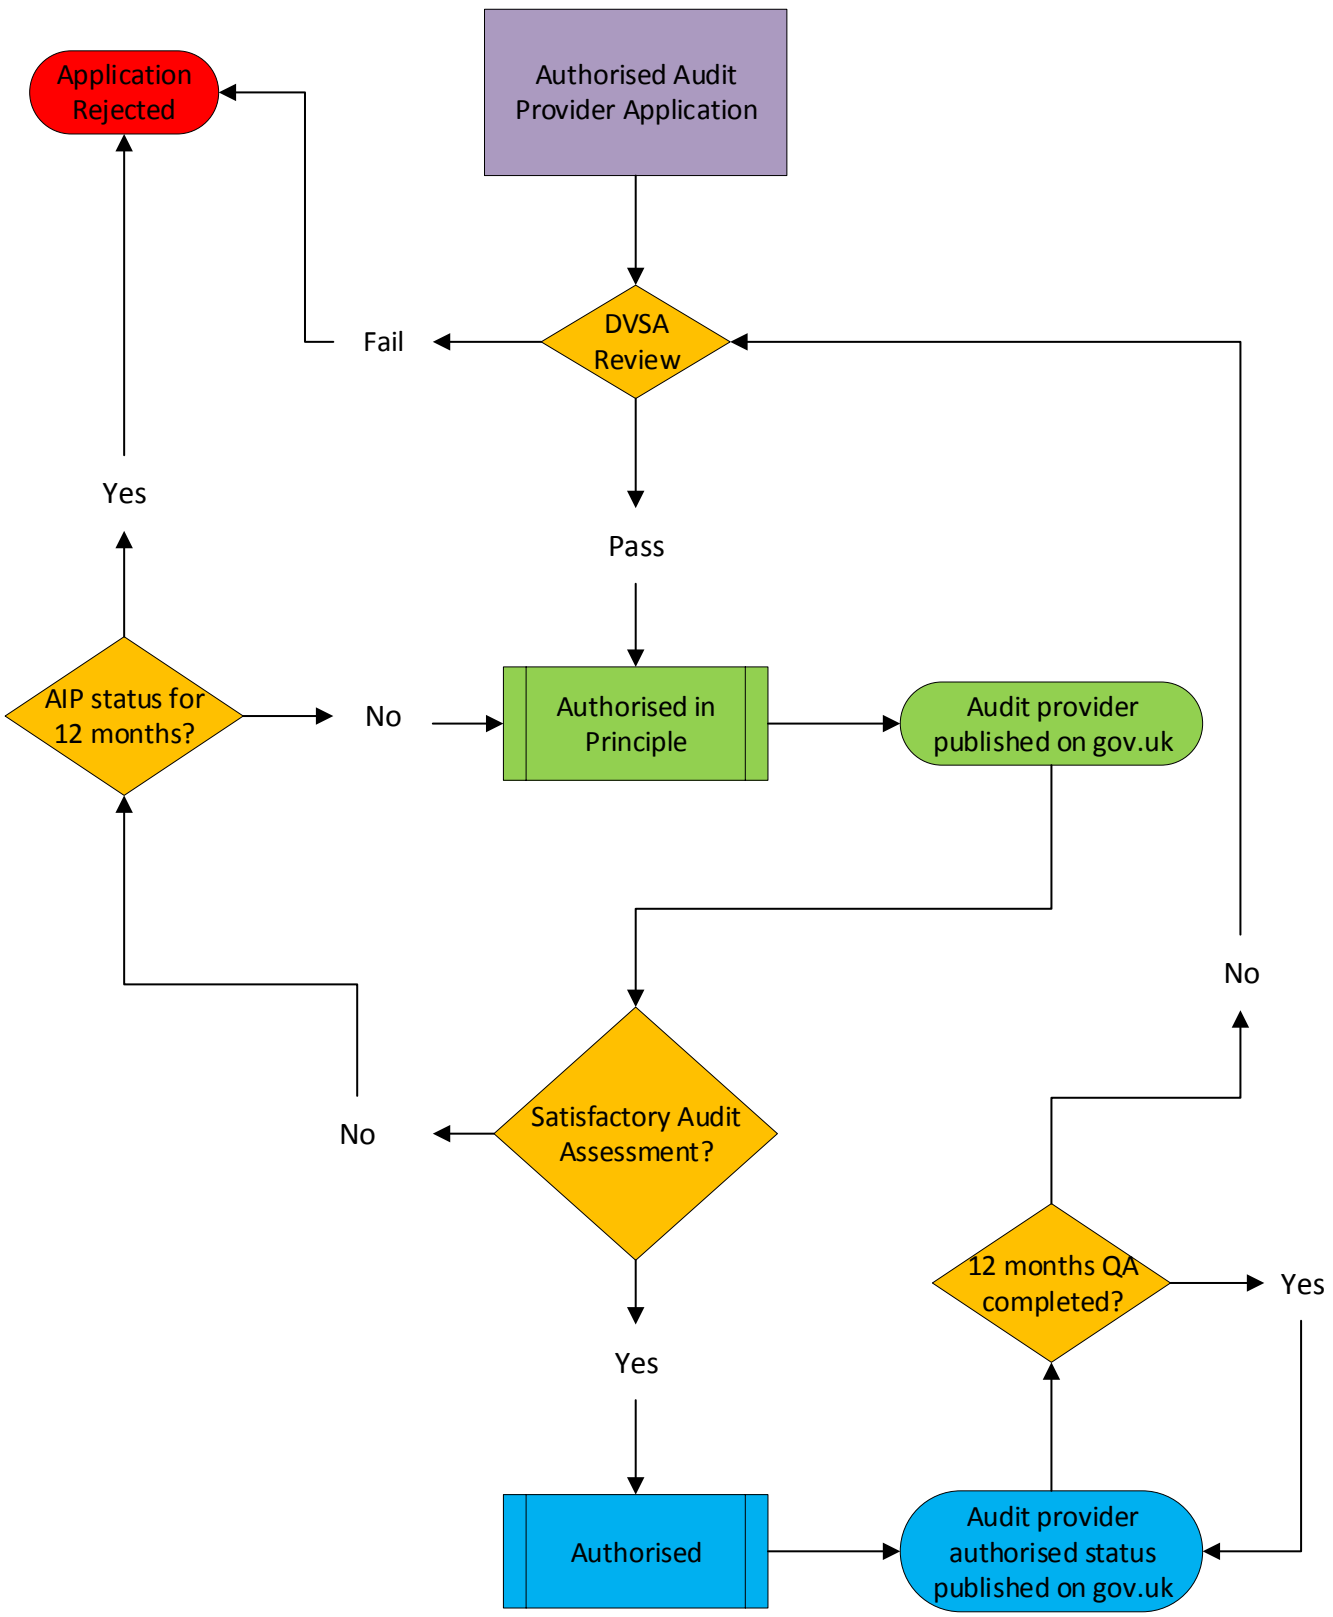 Application
Rejected
Authorised Audit
Provider Application
DVSA
Review
Fail
Yes
Pass
AIP status for
12 months?
No
Authorised in
Principle
Audit provider
published on gov.uk
No
Satisfactory Audit
Assessment?
No
12 months QA
completed?
Yes
Yes
Authorised
Audit provider
authorised status
published on gov.uk